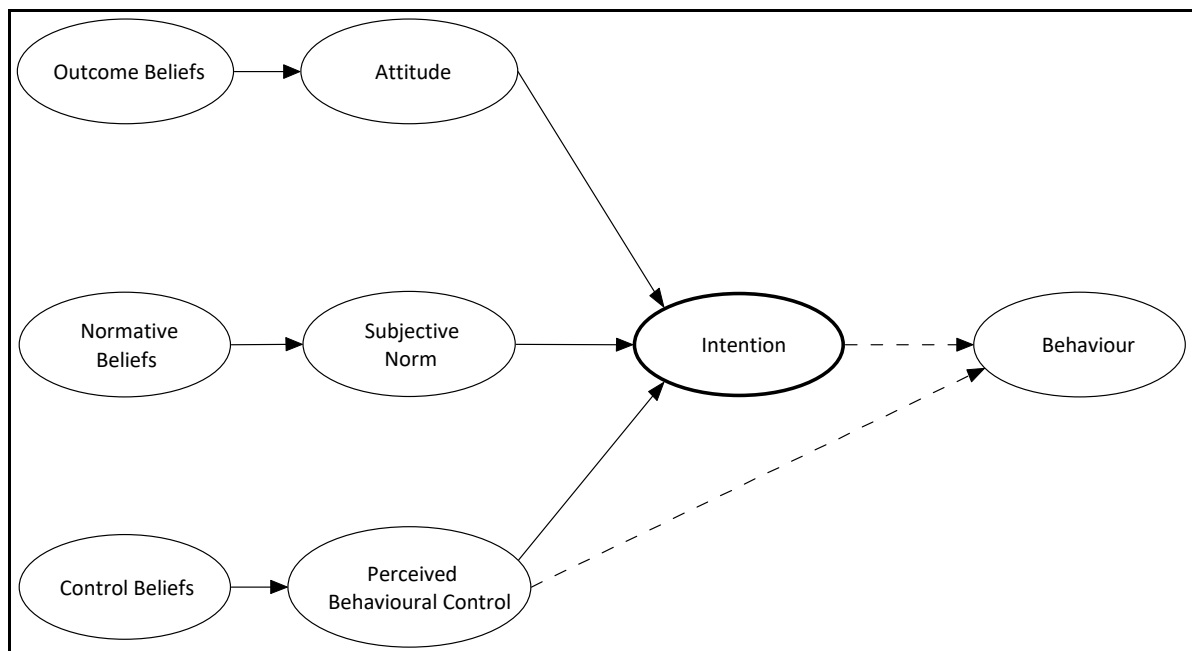 Outcome Beliefs
Attitude
Normative
Beliefs
Subjective
Norm
Intention
Behaviour
Control Beliefs
Perceived
Behavioural Control